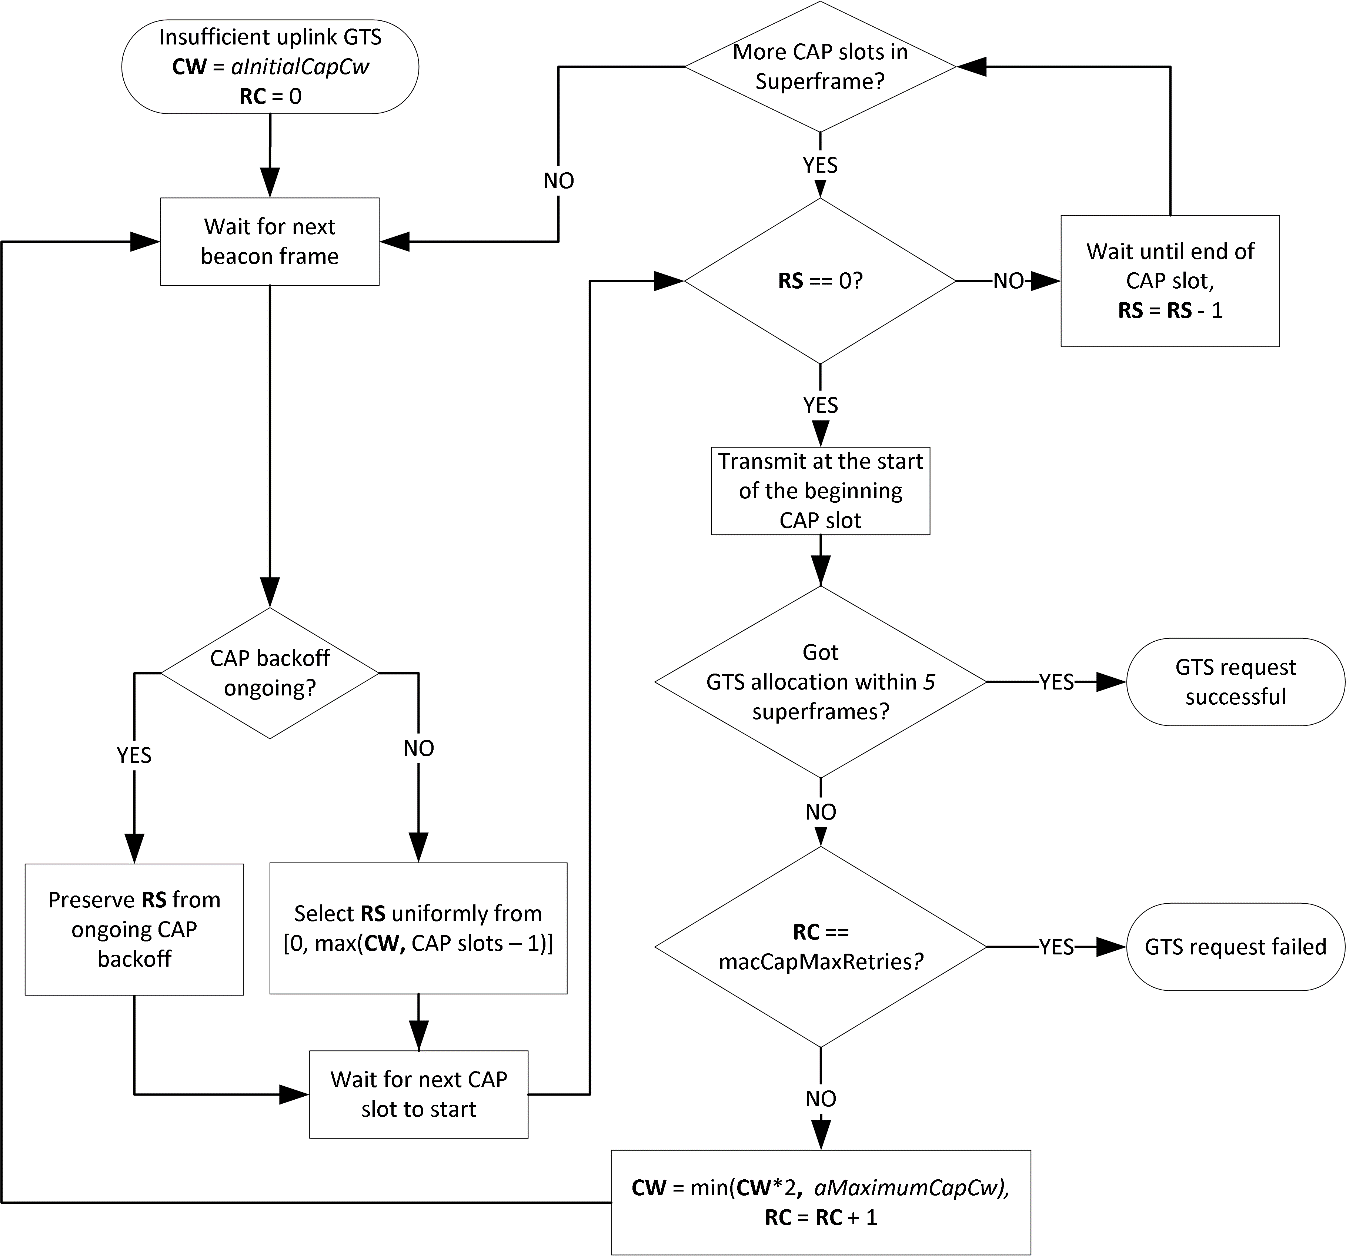 Insufficient uplink GTS
CW = aInitialCapCw
RC = 0
Wait for next
beacon frame
CAP backoff
ongoing?
YES
NO
Preserve RS from
ongoing CAP
backoff
Select RS uniformly from
[0, max(CW, CAP slots – 1)]
Wait for next CAP
slot to start
More CAP slots in
Superframe?
NO
YES
RS == 0?
NO
Wait until end of
CAP slot,
RS = RS - 1
YES
Transmit at the start
of the beginning
CAP slot
Got
GTS allocation within 5
superframes?
YES
GTS request
successful
NO
RC ==
macCapMaxRetries?
YES
GTS request failed
NO
CW = min(CW*2, aMaximumCapCw),
RC = RC + 1